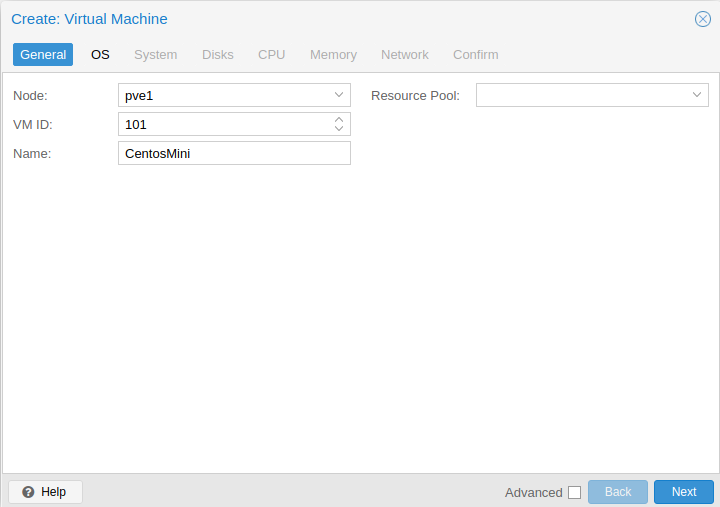 Create: Virtual Machine
General OS System Disks CPU Memory Network Confirm
Node: pve1 Resource Pool:
VM ID: 101
Name: CentosMini
? Help Advanced Back Next